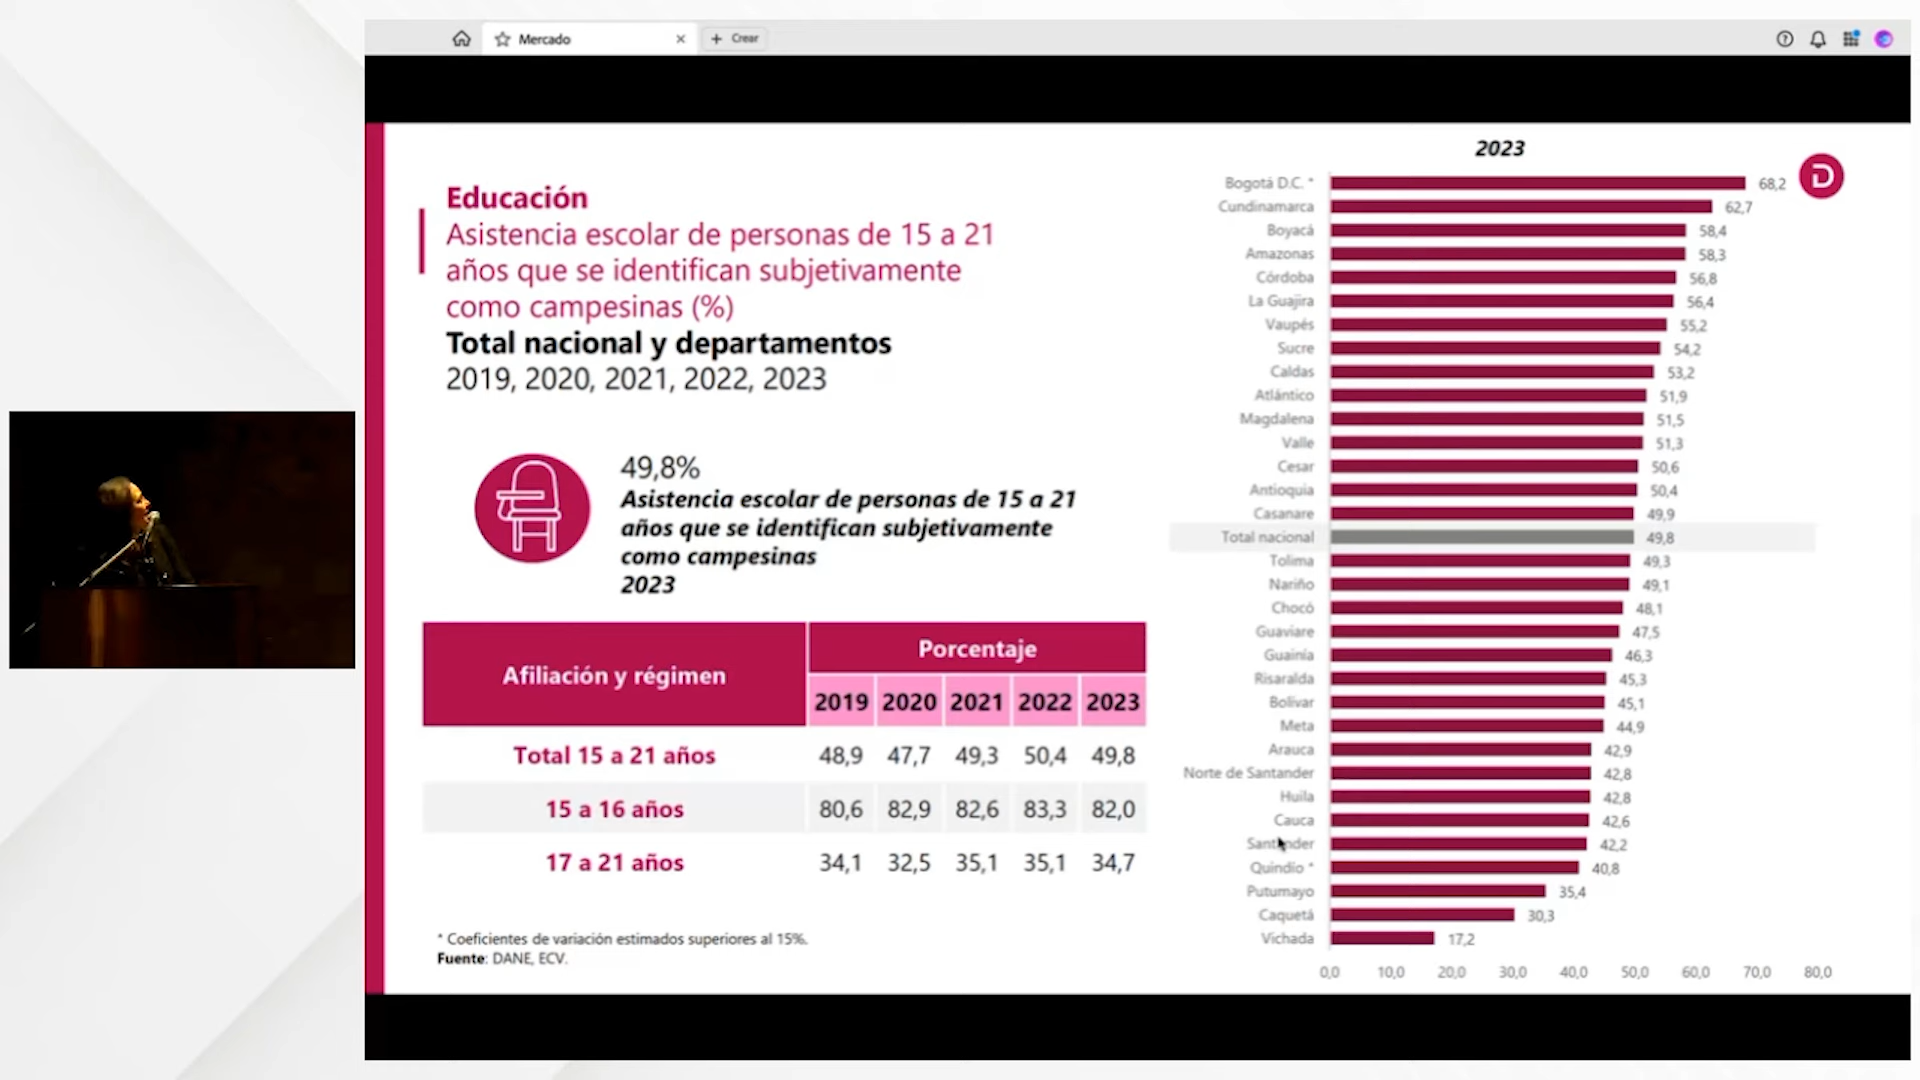 Mercado
Crear
Educación
Asistencia escolar de personas de 15 a 21
años que se identifican subjetivamente
como campesinas (%)
Total nacional y departamentos
2019, 2020, 2021, 2022, 2023
49,8%
Asistencia escolar de personas de 15 a 21
años que se identifican subjetivamente
como campesinas
2023
Afiliación y régimen
Porcentaje
2019 2020 2021 2022 2023
Total 15 a 21 años 48,9 47,7 49,3 50,4 49,8
15 a 16 años 80,6 82,9 82,6 83,3 82,0
17 a 21 años 34,1 32,5 35,1 35,1 34,7
* Coeficientes de variación estimados superiores al 15%.
Fuente: DANE, ECV.
2023
D
Bogotá D.C. * 68,2
Cundinamarca 62,7
Boyacá 58,4
Amazonas 58,3
Córdoba 56,8
La Guajira 56,4
Vaupés 55,2
Sucre 54,2
Caldas 53,2
Atlántico 51,9
Magdalena 51,5
Valle 51,3
Cesar 50,6
Antioquia 50,4
Casanare 49,9
Total nacional 49,8
Tolima 49,3
Nariño 49,1
Chocó 48,1
Guaviare 47,5
Guainía 46,3
Risaralda 45,3
Bolívar 45,1
Meta 44,9
Arauca 42,9
Norte de Santander 42,8
Huila 42,8
Cauca 42,6
Santander 42,2
Quindío * 40,8
Putumayo 35,4
Caquetá 30,3
Vichada 17,2
0,0 10,0 20,0 30,0 40,0 50,0 60,0 70,0 80,0